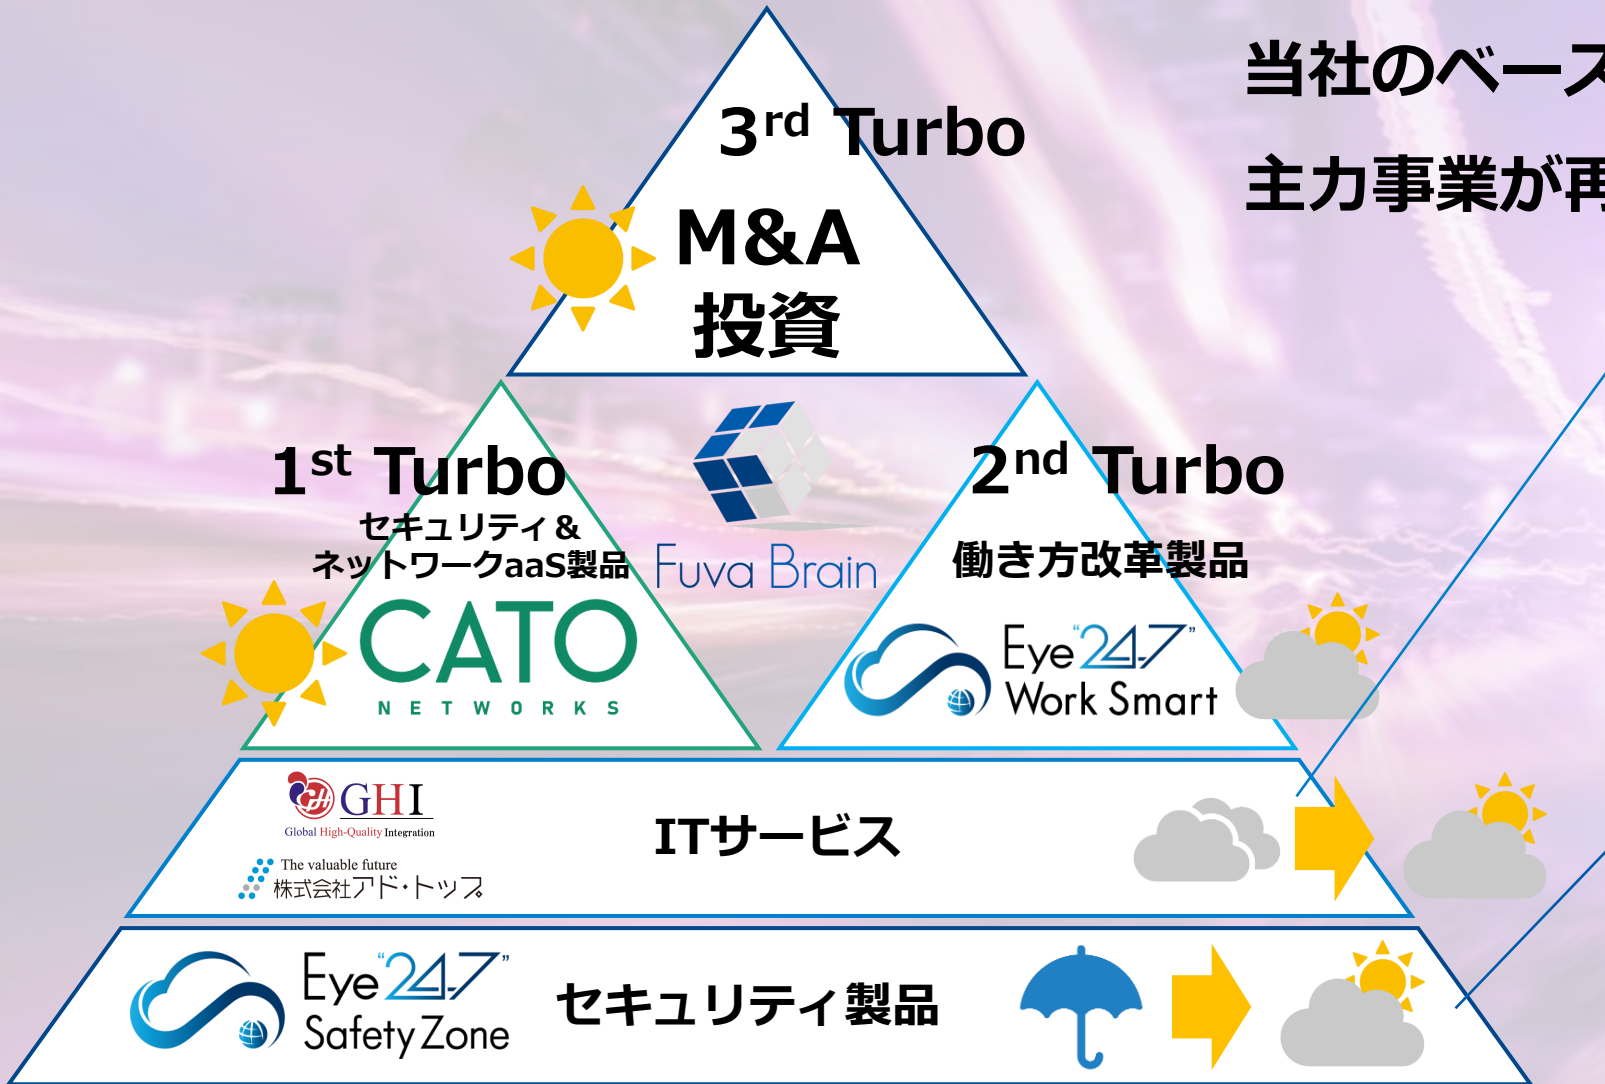 当社のベース
主力事業が再
3rd Turbo
M&A
投資
1st Turbo
セキュリティ＆
ネットワークaaS製品
CATO
NETWORKS
Fuva Brain
2nd Turbo
働き方改革製品
Eye“24-7”
Work Smart
GHI
Global High-Quality Integration
The valuable future
株式会社アド・トップ
ITサービス
Eye“24-7”
Safety Zone
セキュリティ製品